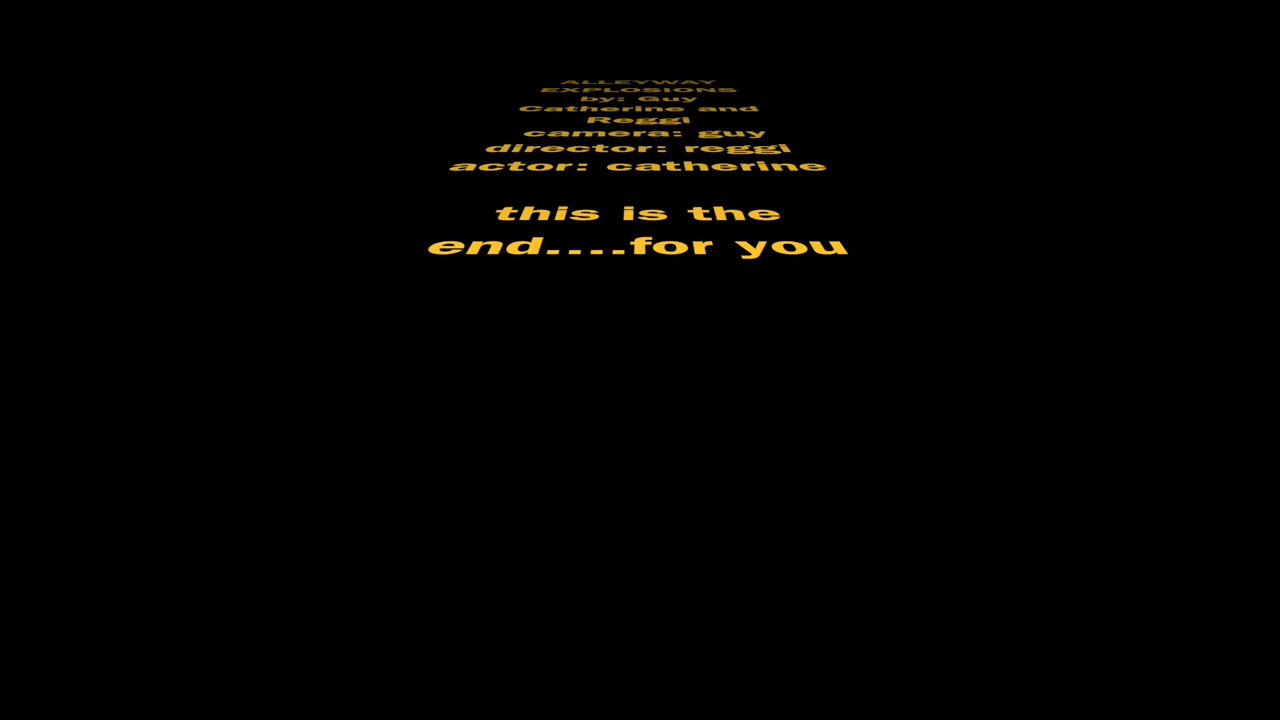 ALLEYWAY
EXPLOSIONS
by: Guy
Catherine and
Reggi
camera: guy
director: reggi
actor: catherine
this is the
end....for you